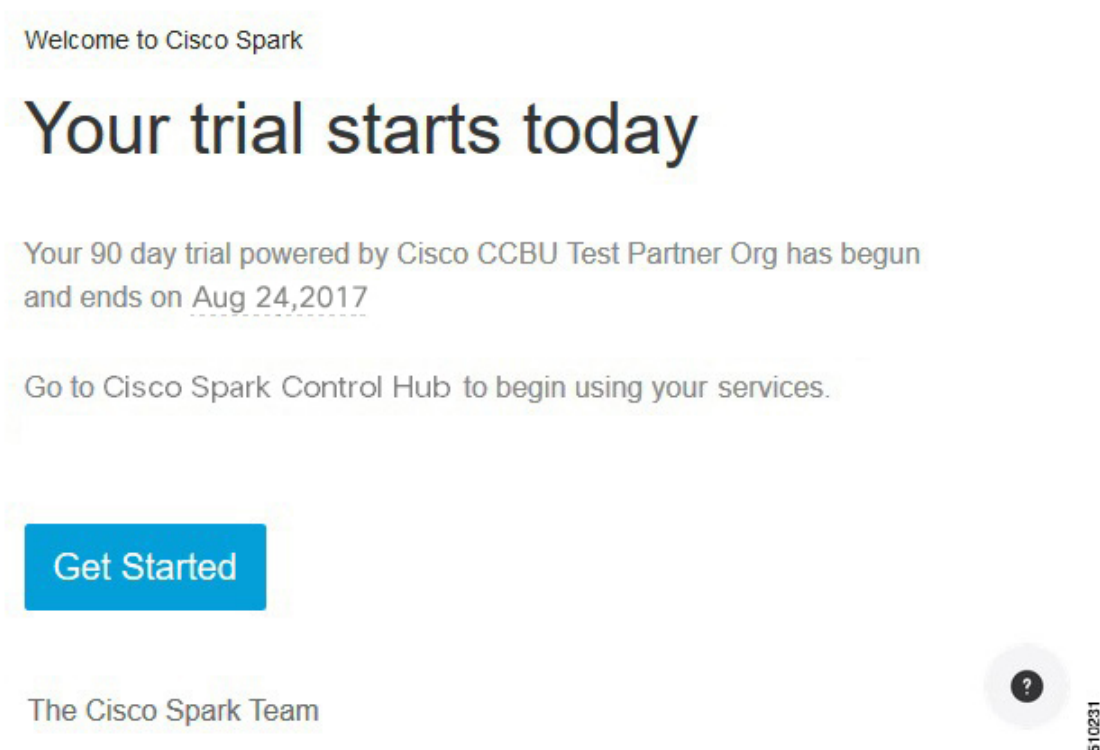 Welcome to Cisco Spark
Your trial starts today
Your 90 day trial powered by Cisco CCBU Test Partner Org has begun
and ends on Aug 24,2017
Go to Cisco Spark Control Hub to begin using your services.
Get Started
The Cisco Spark Team
?